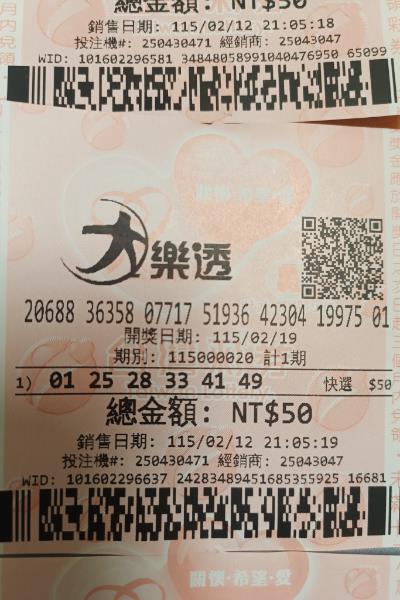 總金額: NT$50
銷售日期: 115/02/12 21:05:18
投注機#: 250430471 經銷商: 25043047
WID: 101602296581 34848058991040476950 65099
大樂透
20688 36358 07717 51936 42304 19975 01
開獎日期: 115/02/19
期別: 115000020 計1期
1) 01 25 28 33 41 49 快選 $50
總金額: NT$50
銷售日期: 115/02/12 21:05:19
投注機#: 250430471 經銷商: 25043047
WID: 101602296637 24283489451685355925 16681
關懷·希望·愛